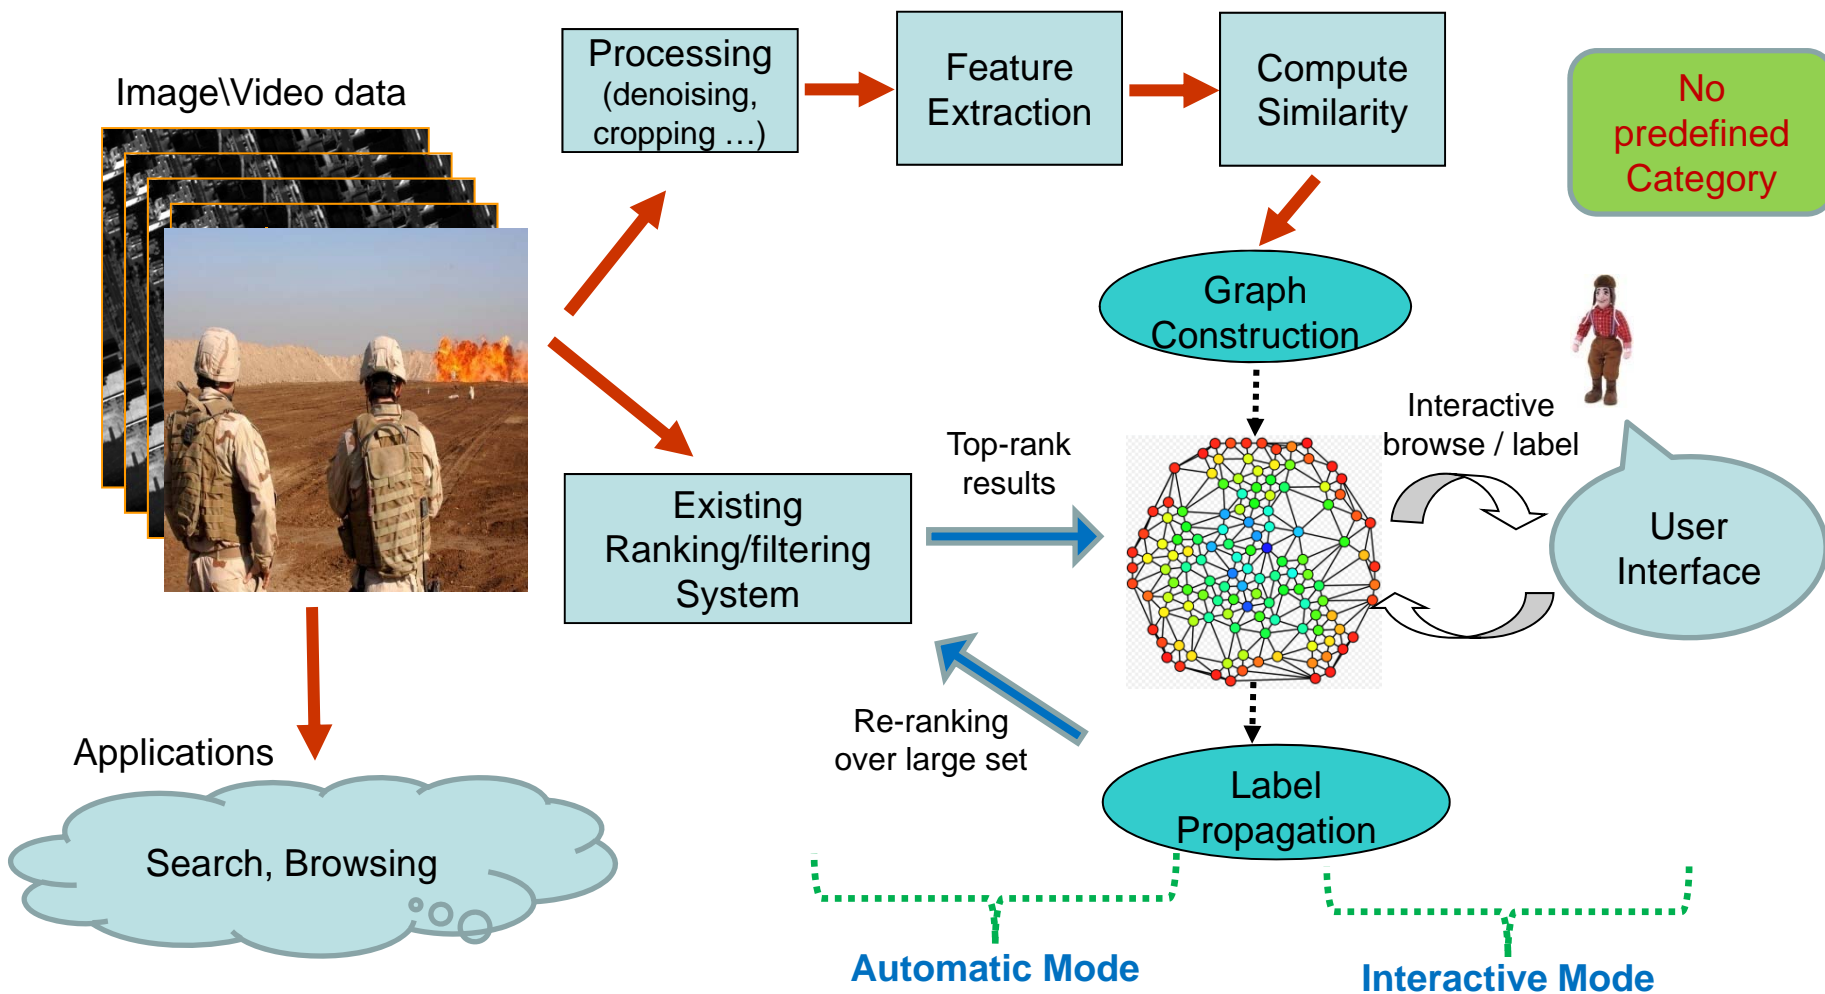 Image\Video data
Processing
(denoising,
cropping …)
Feature
Extraction
Compute
Similarity
No
predefined
Category
Graph
Construction
Interactive
browse / label
Top-rank
results
Existing
Ranking/filtering
System
User
Interface
Re-ranking
over large set
Applications
Label
Propagation
Search, Browsing
Automatic Mode
Interactive Mode